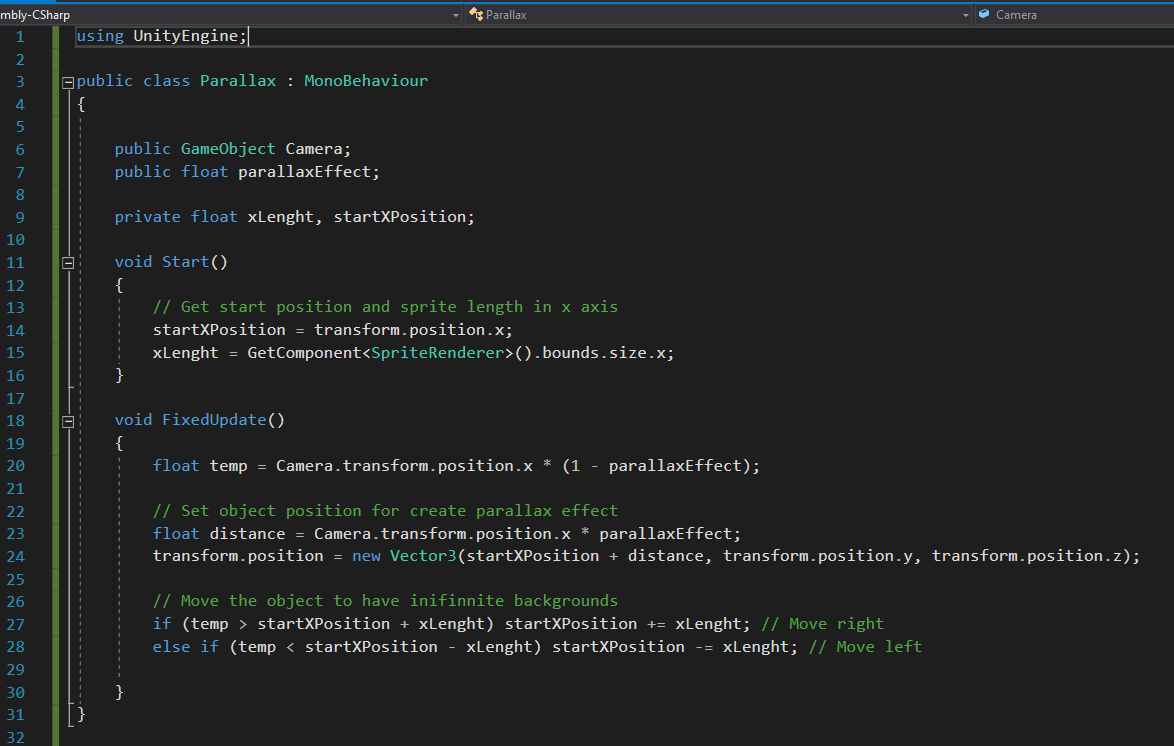 mbly-CSharp Parallax Camera
1 using UnityEngine;
2
3 public class Parallax : MonoBehaviour
4 {
5
6 public GameObject Camera;
7 public float parallaxEffect;
8
9 private float xLenght, startXPosition;
10
11 void Start()
12 {
13 // Get start position and sprite length in x axis
14 startXPosition = transform.position.x;
15 xLenght = GetComponent<SpriteRenderer>().bounds.size.x;
16 }
17
18 void FixedUpdate()
19 {
20 float temp = Camera.transform.position.x * (1 - parallaxEffect);
21
22 // Set object position for create parallax effect
23 float distance = Camera.transform.position.x * parallaxEffect;
24 transform.position = new Vector3(startXPosition + distance, transform.position.y, transform.position.z);
25
26 // Move the object to have inifinnite backgrounds
27 if (temp > startXPosition + xLenght) startXPosition += xLenght; // Move right
28 else if (temp < startXPosition - xLenght) startXPosition -= xLenght; // Move left
29
30 }
31 }
32